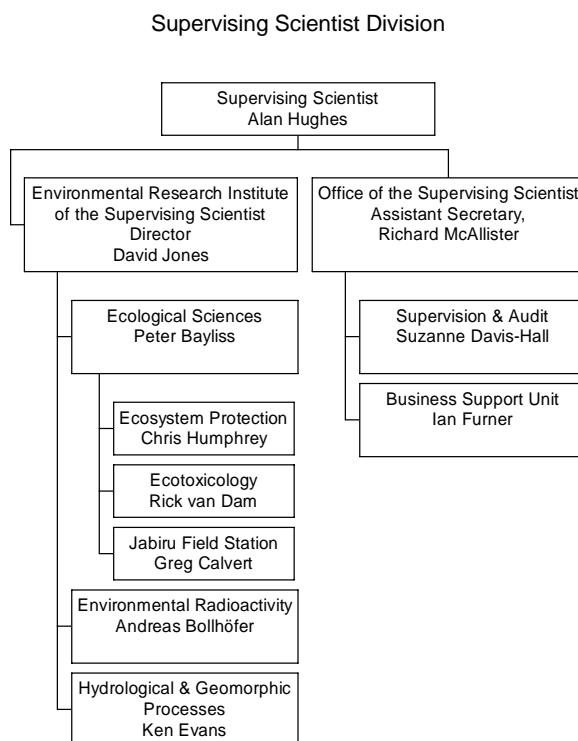 Supervising Scientist Division
Supervising Scientist
Alan Hughes
Environmental Research Institute
of the Supervising Scientist
Director
David Jones
Office of the Supervising Scientist
Assistant Secretary,
Richard McAllister
Ecological Sciences
Peter Bayliss
Supervision & Audit
Suzanne Davis-Hall
Business Support Unit
Ian Furner
Ecosystem Protection
Chris Humphrey
Ecotoxicology
Rick van Dam
Jabiru Field Station
Greg Calvert
Environmental Radioactivity
Andreas Bollhöfer
Hydrological & Geomorphic
Processes
Ken Evans